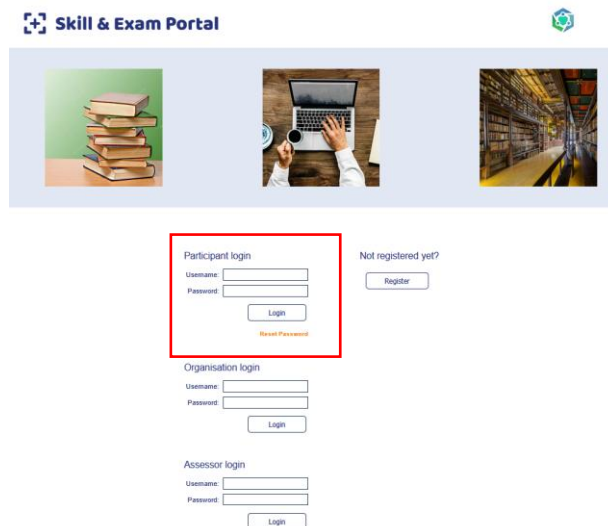 [+] Skill & Exam Portal
Participant login
Username:
Password:
Login
Reset Password
Not registered yet?
Register
Organisation login
Username:
Password:
Login
Assessor login
Username:
Password:
Login